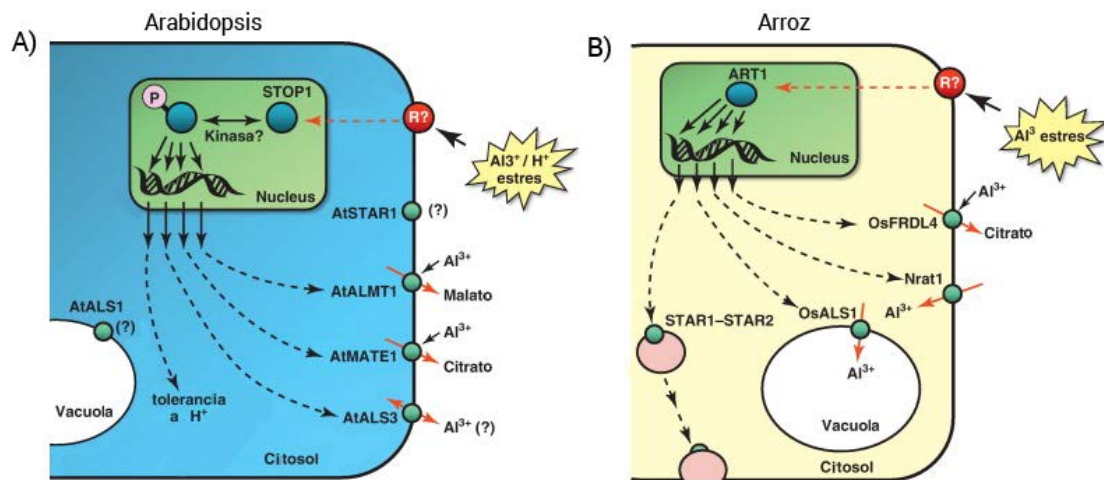 Arabidopsis
A)
P
STOP1
Kinasa?
R?
Al3⁺ / H⁺
estres
Nucleus
AtSTAR1 (?)
Al³⁺
AtALMT1
Malato
AtALS1
(?)
Al³⁺
AtMATE1
Citrato
Vacuola
tolerancia
a H⁺
AtALS3
Al³⁺ (?)
Citosol
Arroz
B)
ART1
R?
Al³ estres
Nucleus
Al³⁺
OsFRDL4
Citrato
Nrat1
Al³⁺
STAR1–STAR2
OsALS1
Al³⁺
Vacuola
Citosol